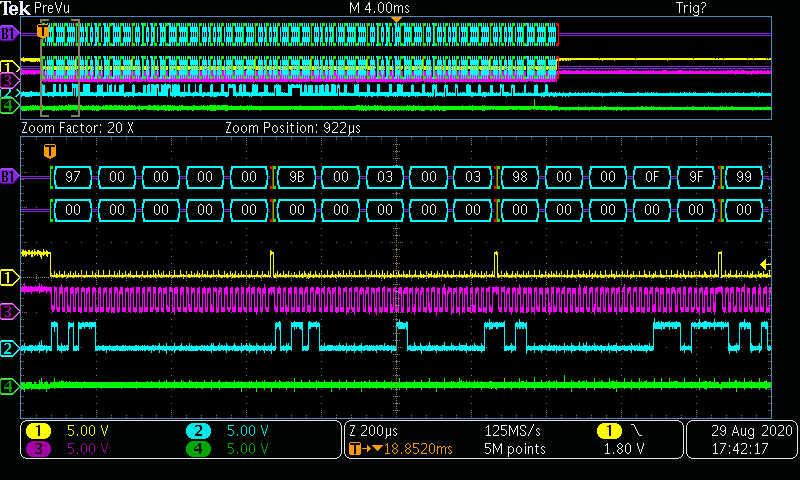 Tek PreVu M 4.00ms Trig?
B1
T
1
3
2
4
Zoom Factor: 20 X Zoom Position: 922µs
T
B1 97 00 00 00 00 9B 00 03 00 03 98 00 00 0F 9F 99
00 00 00 00 00 00 00 00 00 00 00 00 00 00 00 00
1
3
2
4
1 5.00 V 2 5.00 V Z 200µs 125MS/s 1 29 Aug 2020
3 5.00 V 4 5.00 V T 18.8520ms 5M points 1.80 V 17:42:17